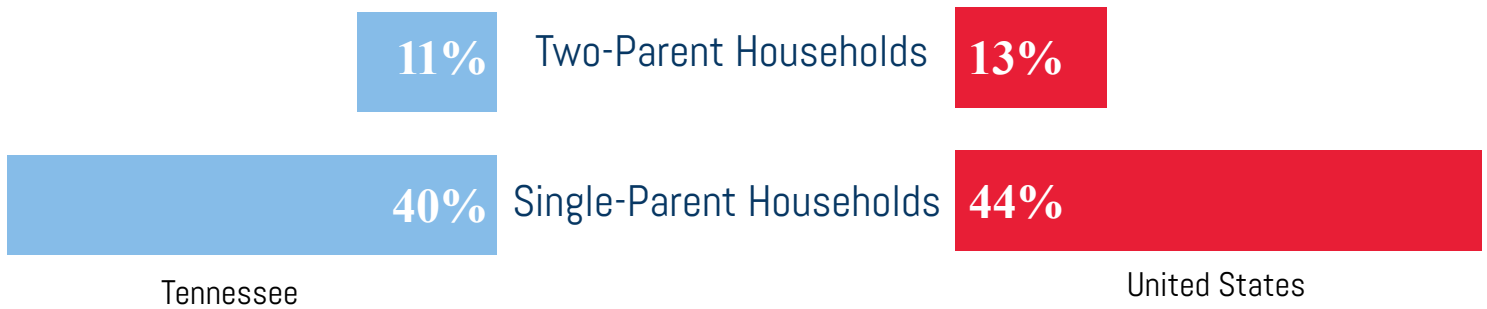 11% Two-Parent Households 13%
40% Single-Parent Households 44%
Tennessee United States